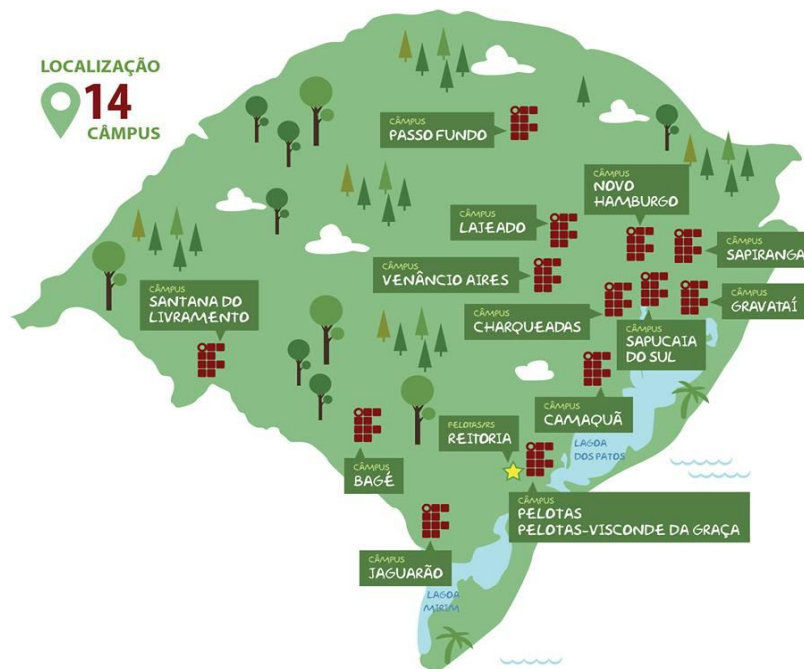 LOCALIZAÇÃO
14
CÂMPUS
CÂMPUS
PASSO FUNDO
CÂMPUS
NOVO
HAMBURGO
CÂMPUS
LAJEADO
CÂMPUS
SAPIRANGA
CÂMPUS
VENÂNCIO AIRES
CÂMPUS
SANTANA DO
LIVRAMENTO
CÂMPUS
GRAVATAÍ
CÂMPUS
CHARQUEADAS
CÂMPUS
SAPUCAIA
DO SUL
CÂMPUS
CAMAQUÃ
PELOTAS/RS
REITORIA
LAGOA
DOS PATOS
CÂMPUS
BAGÉ
CÂMPUS
PELOTAS
PELOTAS-VISCONDE DA GRAÇA
CÂMPUS
JAGUARÃO
LAGOA
MIRIM